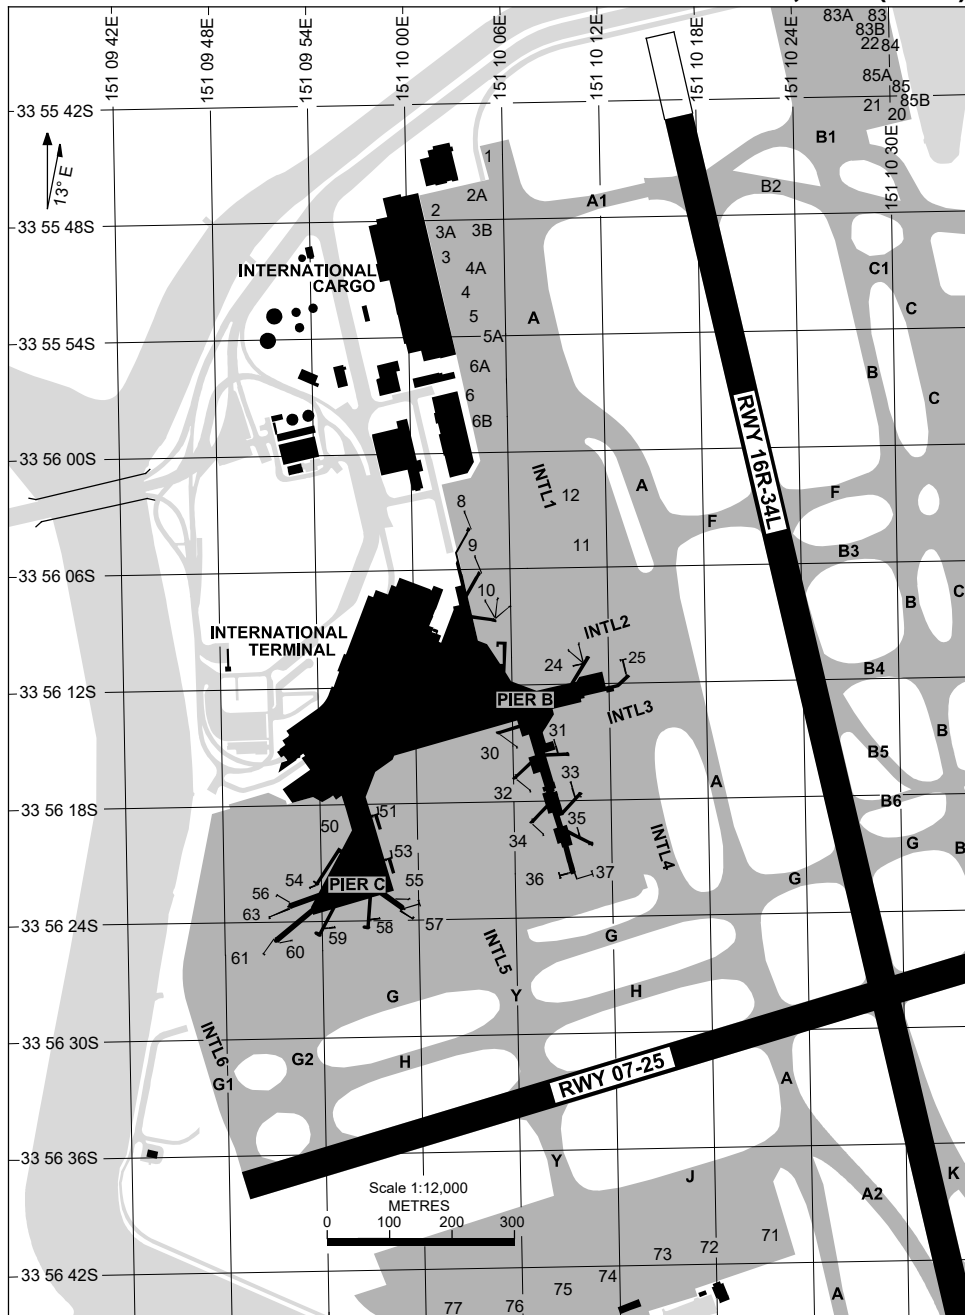 151 09 42E
151 09 48E
151 09 54E
151 10 00E
151 10 06E
151 10 12E
151 10 18E
151 10 24E
83A
83
83B
22
84
85A
85
21
85B
20
33 55 42S
B1
151 10 30E
13° E
1
2A
B2
2
A1
33 55 48S
3A
3B
3
4A
C1
INTERNATIONAL
CARGO
4
5
A
C
5A
33 55 54S
6A
B
6
C
6B
RWY 16R-34L
33 56 00S
INTL1
8
12
A
F
F
9
11
B3
33 56 06S
10
C
B
INTERNATIONAL
TERMINAL
INTL2
24
25
B4
33 56 12S
PIER B
INTL3
30
31
B
B5
33
A
32
B6
33 56 18S
50
51
34
35
INTL4
G
B
53
36
37
54
PIER C
55
G
56
63
57
58
33 56 24S
59
60
61
INTL5
G
G
Y
H
33 56 30S
INTL6
G2
H
G1
RWY 07-25
A
33 56 36S
Y
J
K
A2
Scale 1:12,000
METRES
0 100 200 300
71
72
73
33 56 42S
74
75
A
76
77